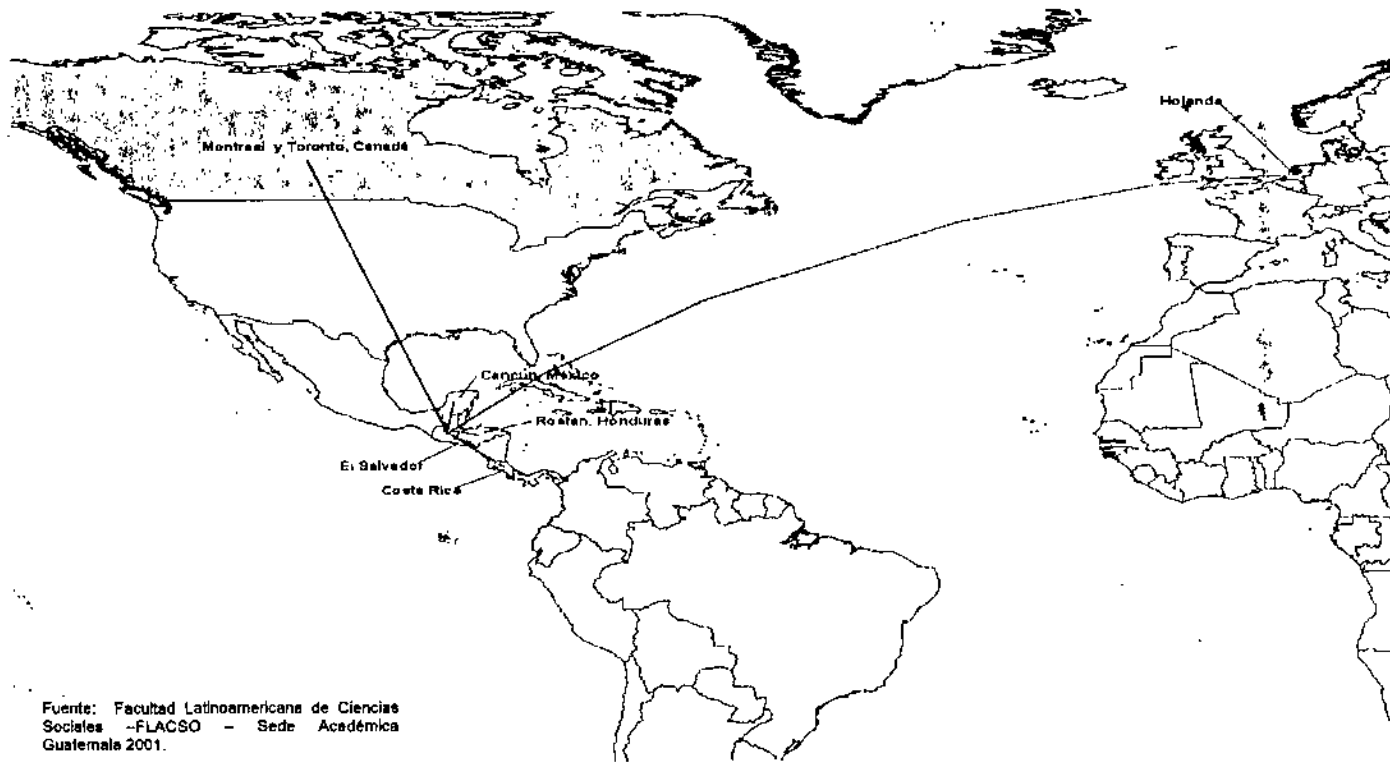 Holanda
Montreal y Toronto, Canadá
Cancún, México
Roatan, Honduras
El Salvador
Costa Rica
Fuente: Facultad Latinoamericana de Ciencias
Sociales –FLACSO – Sede Académica
Guatemala 2001.